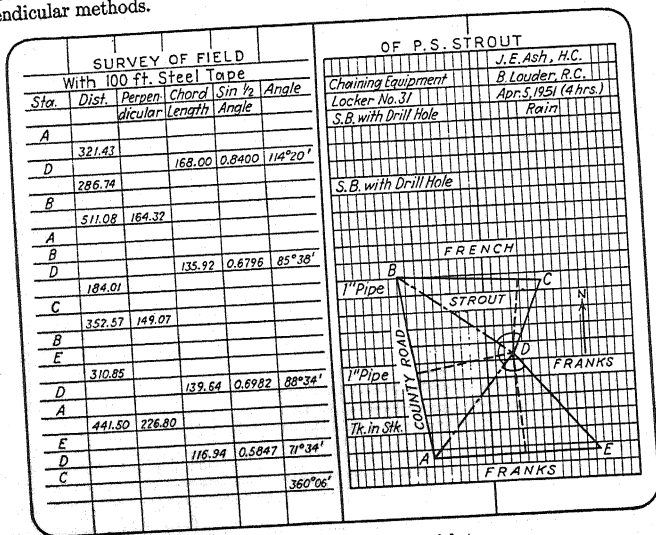 endicular methods.
SURVEY OF FIELD
With 100 ft. Steel Tape
Sta. Dist. Perpendicular Chord Length Sin ½ Angle Angle
A
321.43
D 168.00 0.8400 114°20'
286.74
B
511.08 164.32
A
B
D 135.92 0.6796 85°38'
184.01
C
352.57 149.07
B
E
310.85
D 139.64 0.6982 88°34'
A
441.50 226.80
E
D 116.94 0.5847 71°34'
C
360°06'
OF P.S. STROUT
J.E. Ash, H.C.
Chaining Equipment B. Louder, R.C.
Locker No. 31 Apr. 5, 1951 (4 hrs.)
S.B. with Drill Hole Rain
S.B. with Drill Hole
FRENCH
B C
1" Pipe STROUT N
D
FRANKS
1" Pipe
COUNTY ROAD
Tk. in Stk.
A E
FRANKS